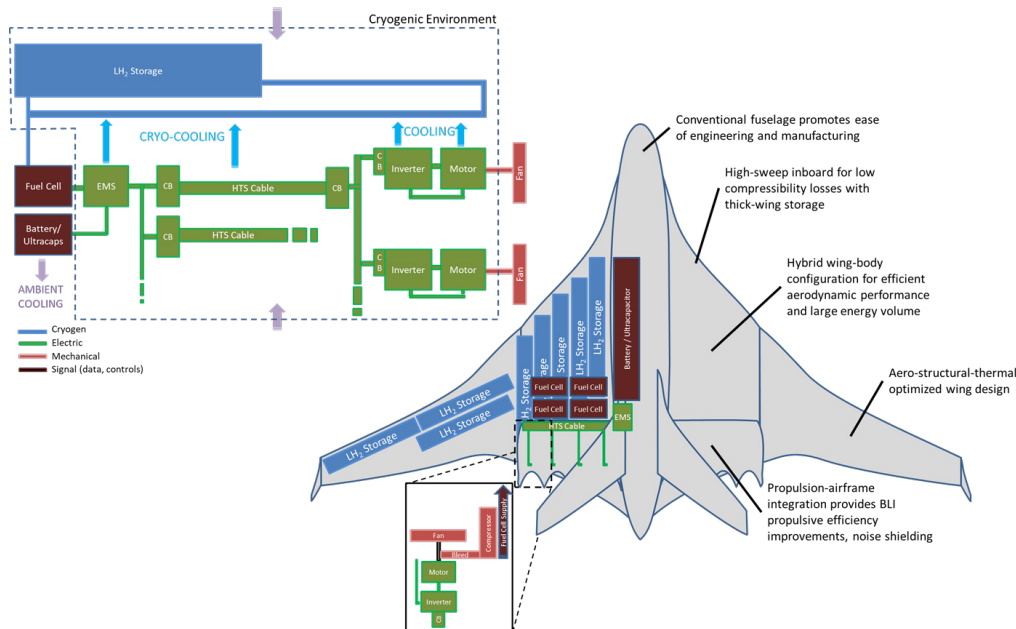 Cryogenic Environment
LH₂ Storage
CRYO-COOLING
COOLING
Fuel Cell
EMS
CB
HTS Cable
CB
C
B
Inverter
Motor
Fan
Battery/
Ultracaps
CB
HTS Cable
C
B
Inverter
Motor
Fan
AMBIENT
COOLING
Cryogen
Electric
Mechanical
Signal (data, controls)
Conventional fuselage promotes ease
of engineering and manufacturing
High-sweep inboard for low
compressibility losses with
thick-wing storage
Hybrid wing-body
configuration for efficient
aerodynamic performance
and large energy volume
Aero-structural-thermal
optimized wing design
Propulsion-airframe
integration provides BLI
propulsive efficiency
improvements, noise shielding
LH₂ Storage
LH₂ Storage
LH₂ Storage
LH₂ Storage
Storage
Storage
LH₂ Storage
LH₂ Storage
Battery / Ultracapacitor
Fuel Cell
Fuel Cell
Fuel Cell
Fuel Cell
EMS
HTS Cable
Fan
Bleed
Compressor
Fuel Cell Supply
Motor
Inverter